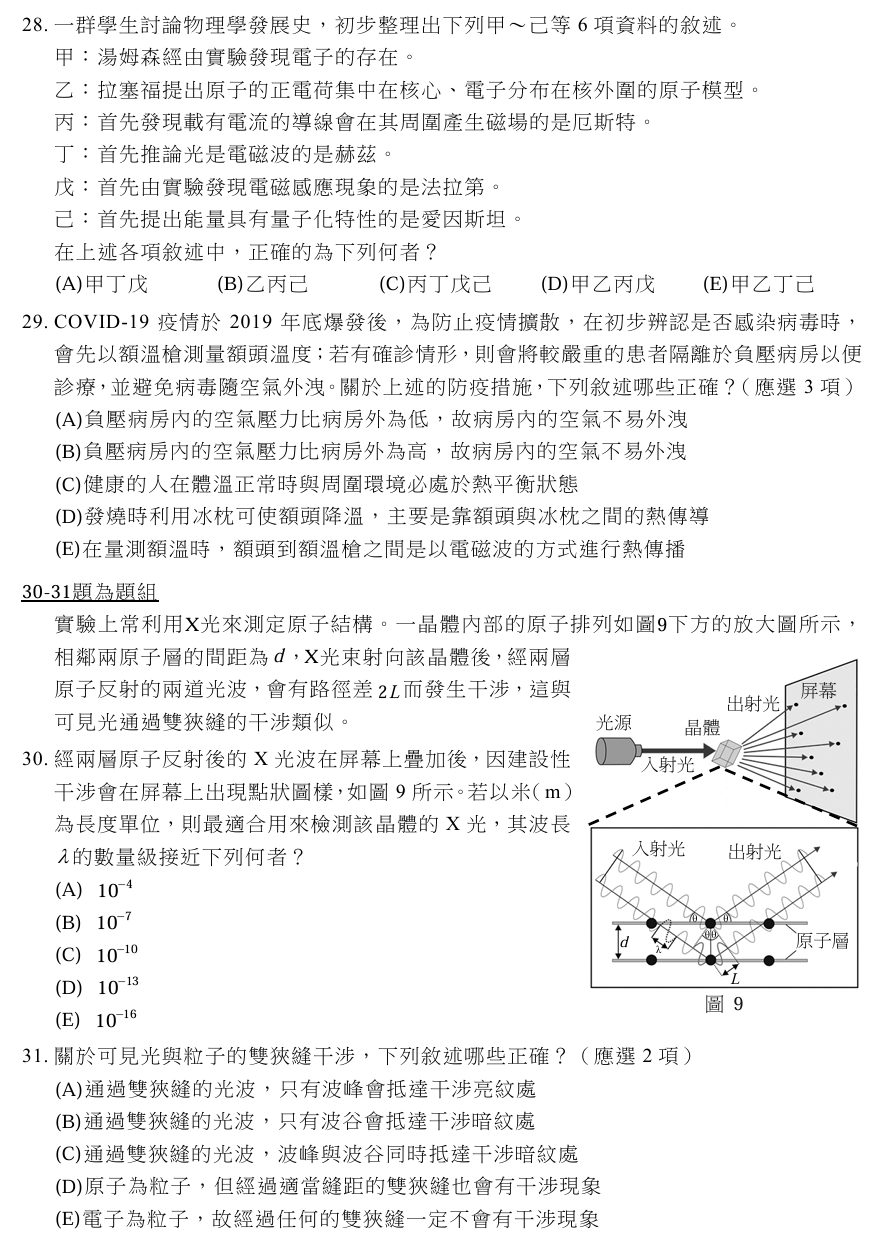 28. 一群學生討論物理學發展史，初步整理出下列甲～己等 6 項資料的敘述。
甲：湯姆森經由實驗發現電子的存在。
乙：拉塞福提出原子的正電荷集中在核心、電子分布在核外圍的原子模型。
丙：首先發現載有電流的導線會在其周圍產生磁場的是厄斯特。
丁：首先推論光是電磁波的是赫茲。
戊：首先由實驗發現電磁感應現象的是法拉第。
己：首先提出能量具有量子化特性的是愛因斯坦。
在上述各項敘述中，正確的為下列何者？
(A)甲丁戊 (B)乙丙己 (C)丙丁戊己 (D)甲乙丙戊 (E)甲乙丁己
29. COVID-19 疫情於 2019 年底爆發後，為防止疫情擴散，在初步辨認是否感染病毒時，
會先以額溫槍測量額頭溫度；若有確診情形，則會將較嚴重的患者隔離於負壓病房以便
診療，並避免病毒隨空氣外洩。關於上述的防疫措施，下列敘述哪些正確？（應選 3 項）
(A)負壓病房內的空氣壓力比病房外為低，故病房內的空氣不易外洩
(B)負壓病房內的空氣壓力比病房外為高，故病房內的空氣不易外洩
(C)健康的人在體溫正常時與周圍環境必處於熱平衡狀態
(D)發燒時利用冰枕可使額頭降溫，主要是靠額頭與冰枕之間的熱傳導
(E)在量測額溫時，額頭到額溫槍之間是以電磁波的方式進行熱傳播
30-31題為題組
實驗上常利用X光來測定原子結構。一晶體內部的原子排列如圖9下方的放大圖所示，
相鄰兩原子層的間距為 d，X光束射向該晶體後，經兩層
原子反射的兩道光波，會有路徑差 2L 而發生干涉，這與
可見光通過雙狹縫的干涉類似。
30. 經兩層原子反射後的 X 光波在屏幕上疊加後，因建設性
干涉會在屏幕上出現點狀圖樣，如圖 9 所示。若以米（m）
為長度單位，則最適合用來檢測該晶體的 X 光，其波長
λ的數量級接近下列何者？
(A) 10⁻⁴
(B) 10⁻⁷
(C) 10⁻¹⁰
(D) 10⁻¹³
(E) 10⁻¹⁶
光源
晶體
出射光
屏幕
入射光
入射光
出射光
θ θ
θθ
d
λ
L
原子層
圖 9
31. 關於可見光與粒子的雙狹縫干涉，下列敘述哪些正確？（應選 2 項）
(A)通過雙狹縫的光波，只有波峰會抵達干涉亮紋處
(B)通過雙狹縫的光波，只有波谷會抵達干涉暗紋處
(C)通過雙狹縫的光波，波峰與波谷同時抵達干涉暗紋處
(D)原子為粒子，但經過適當縫距的雙狹縫也會有干涉現象
(E)電子為粒子，故經過任何的雙狹縫一定不會有干涉現象